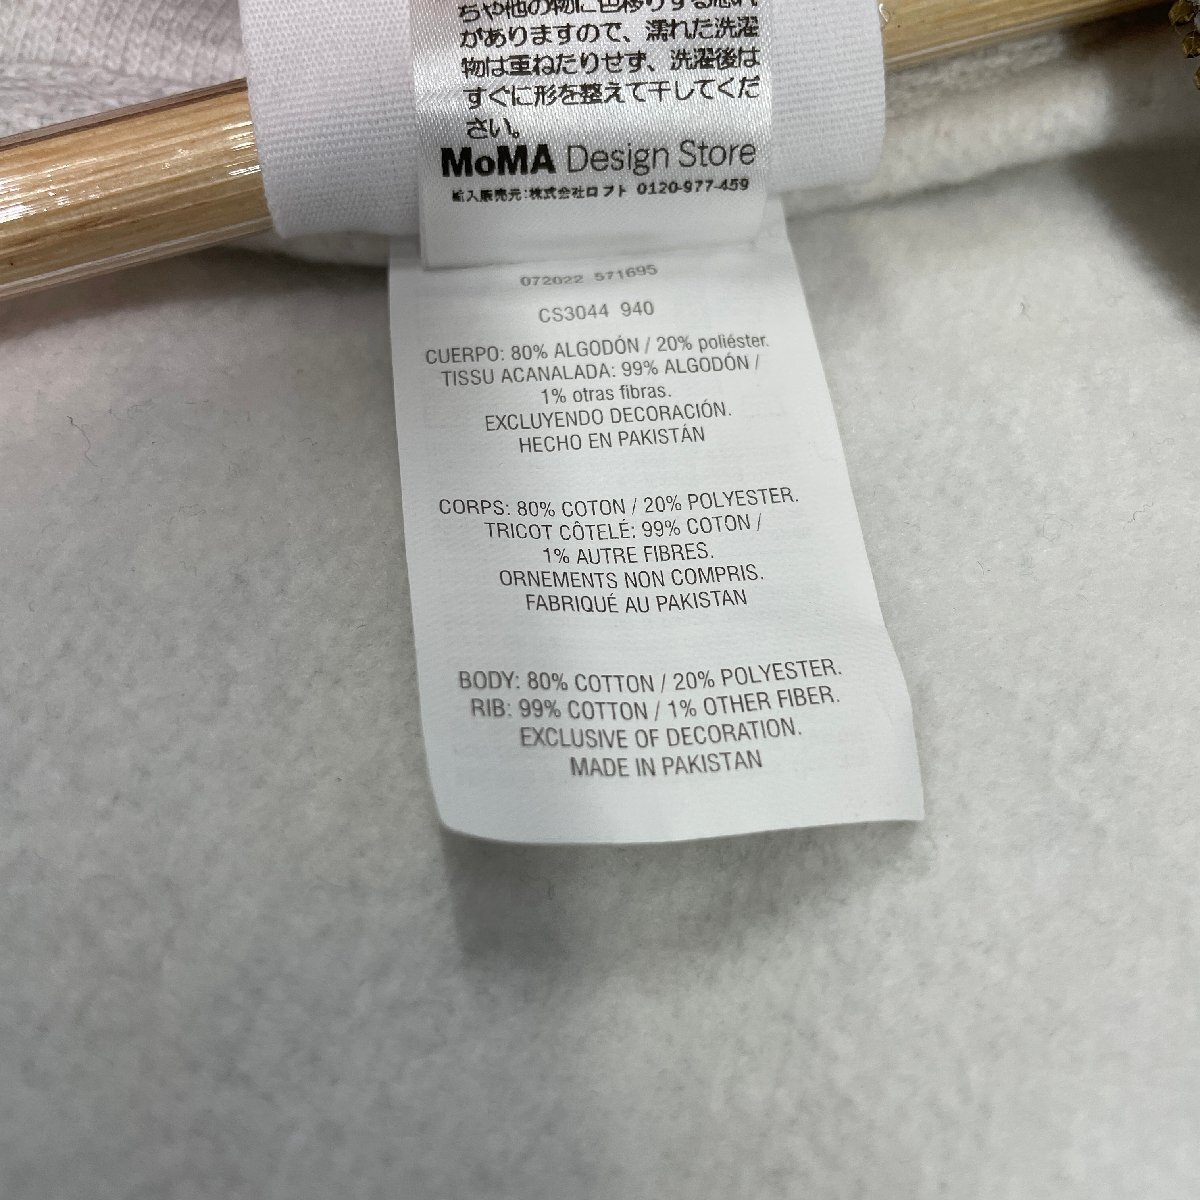 ちや他の物に色移りする恐れ
がありますので、濡れた洗濯
物は重ねたりせず、洗濯後は
すぐに形を整えて干してくだ
さい。
MoMA Design Store
輸入販売元:株式会社ロフト 0120-977-459
072022 571695
CS3044 940
CUERPO: 80% ALGODÓN / 20% poliéster.
TISSU ACANALADA: 99% ALGODÓN /
1% otras fibras.
EXCLUYENDO DECORACIÓN.
HECHO EN PAKISTÁN
CORPS: 80% COTON / 20% POLYESTER.
TRICOT CÔTELÉ: 99% COTON /
1% AUTRE FIBRES.
ORNEMENTS NON COMPRIS.
FABRIQUÉ AU PAKISTAN
BODY: 80% COTTON / 20% POLYESTER.
RIB: 99% COTTON / 1% OTHER FIBER.
EXCLUSIVE OF DECORATION.
MADE IN PAKISTAN